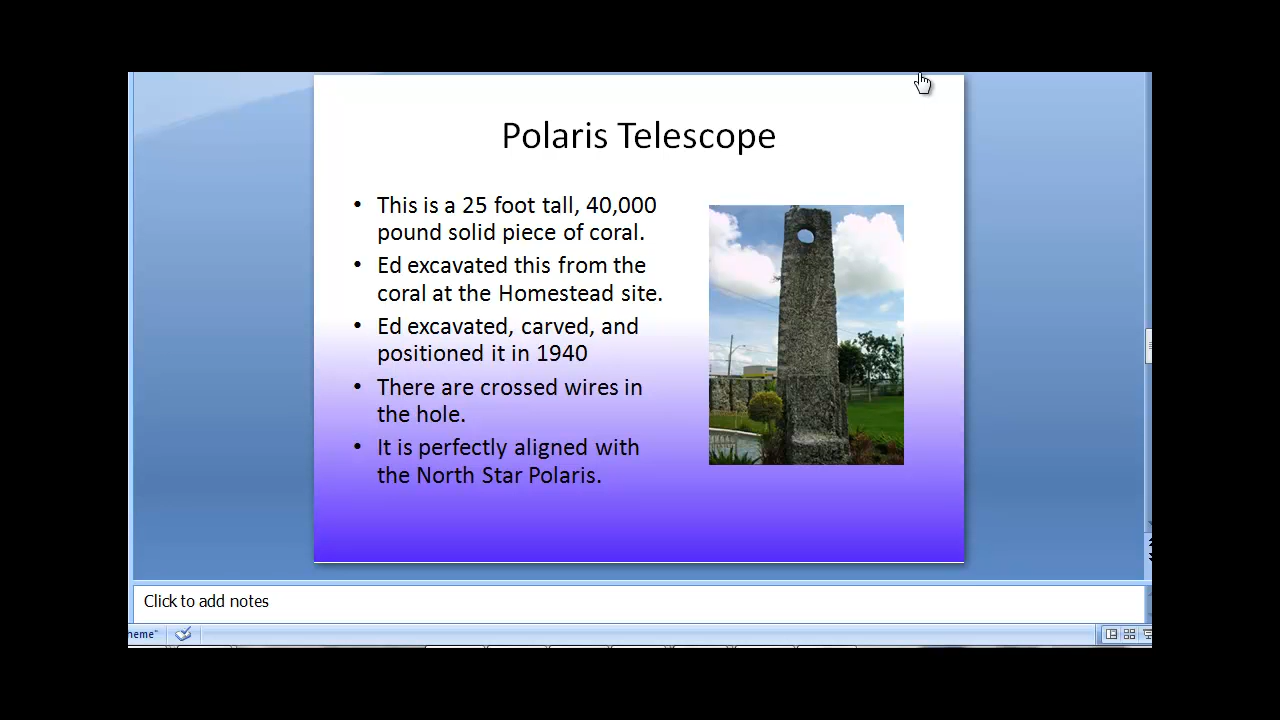 Polaris Telescope
• This is a 25 foot tall, 40,000
pound solid piece of coral.
• Ed excavated this from the
coral at the Homestead site.
• Ed excavated, carved, and
positioned it in 1940
• There are crossed wires in
the hole.
• It is perfectly aligned with
the North Star Polaris.
Click to add notes
heme"